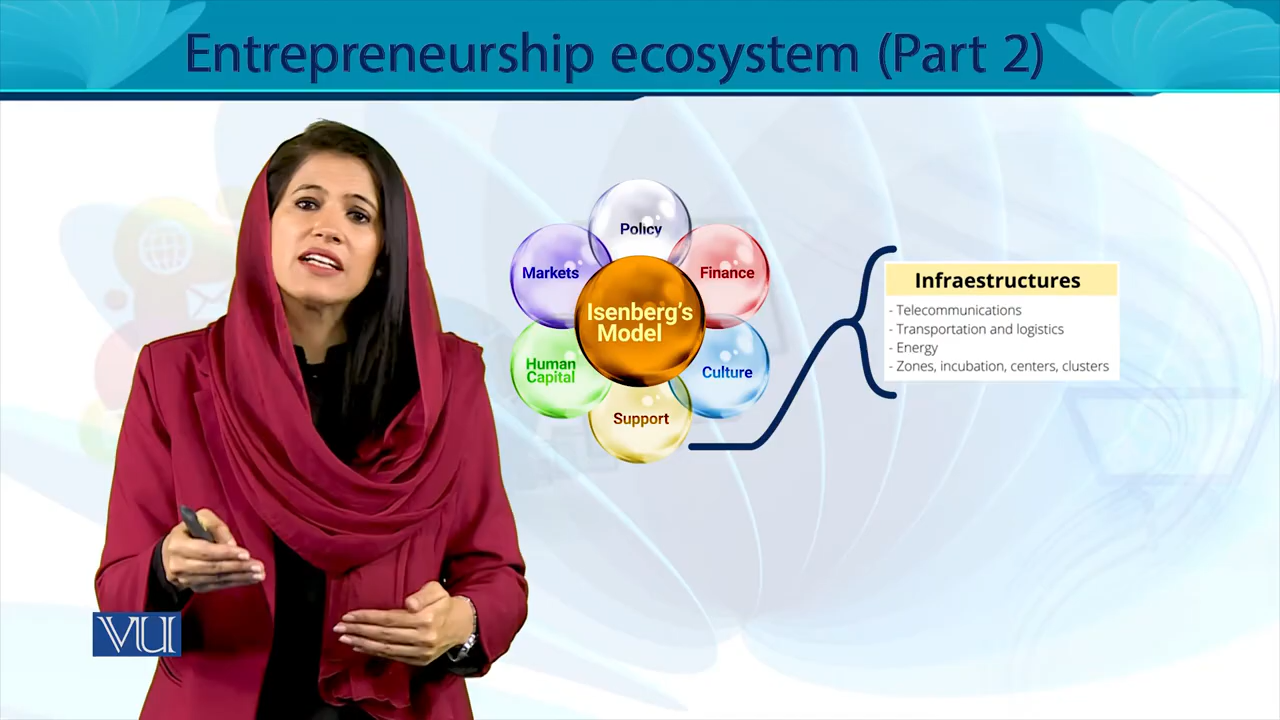 Entrepreneurship ecosystem (Part 2)
Policy
Markets
Finance
Isenberg's
Model
Human
Capital
Culture
Support
Infraestructures
- Telecommunications
- Transportation and logistics
- Energy
- Zones, incubation, centers, clusters
VU